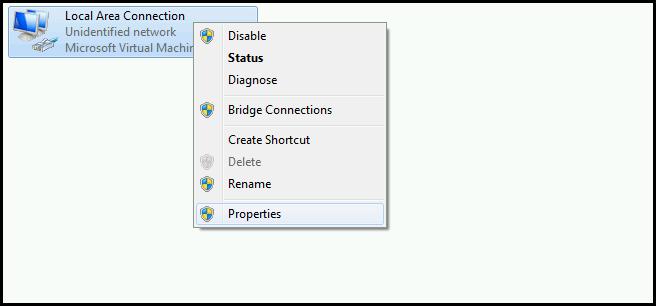 Local Area Connection
Unidentified network
Microsoft Virtual Machin
Disable
Status
Diagnose
Bridge Connections
Create Shortcut
Delete
Rename
Properties